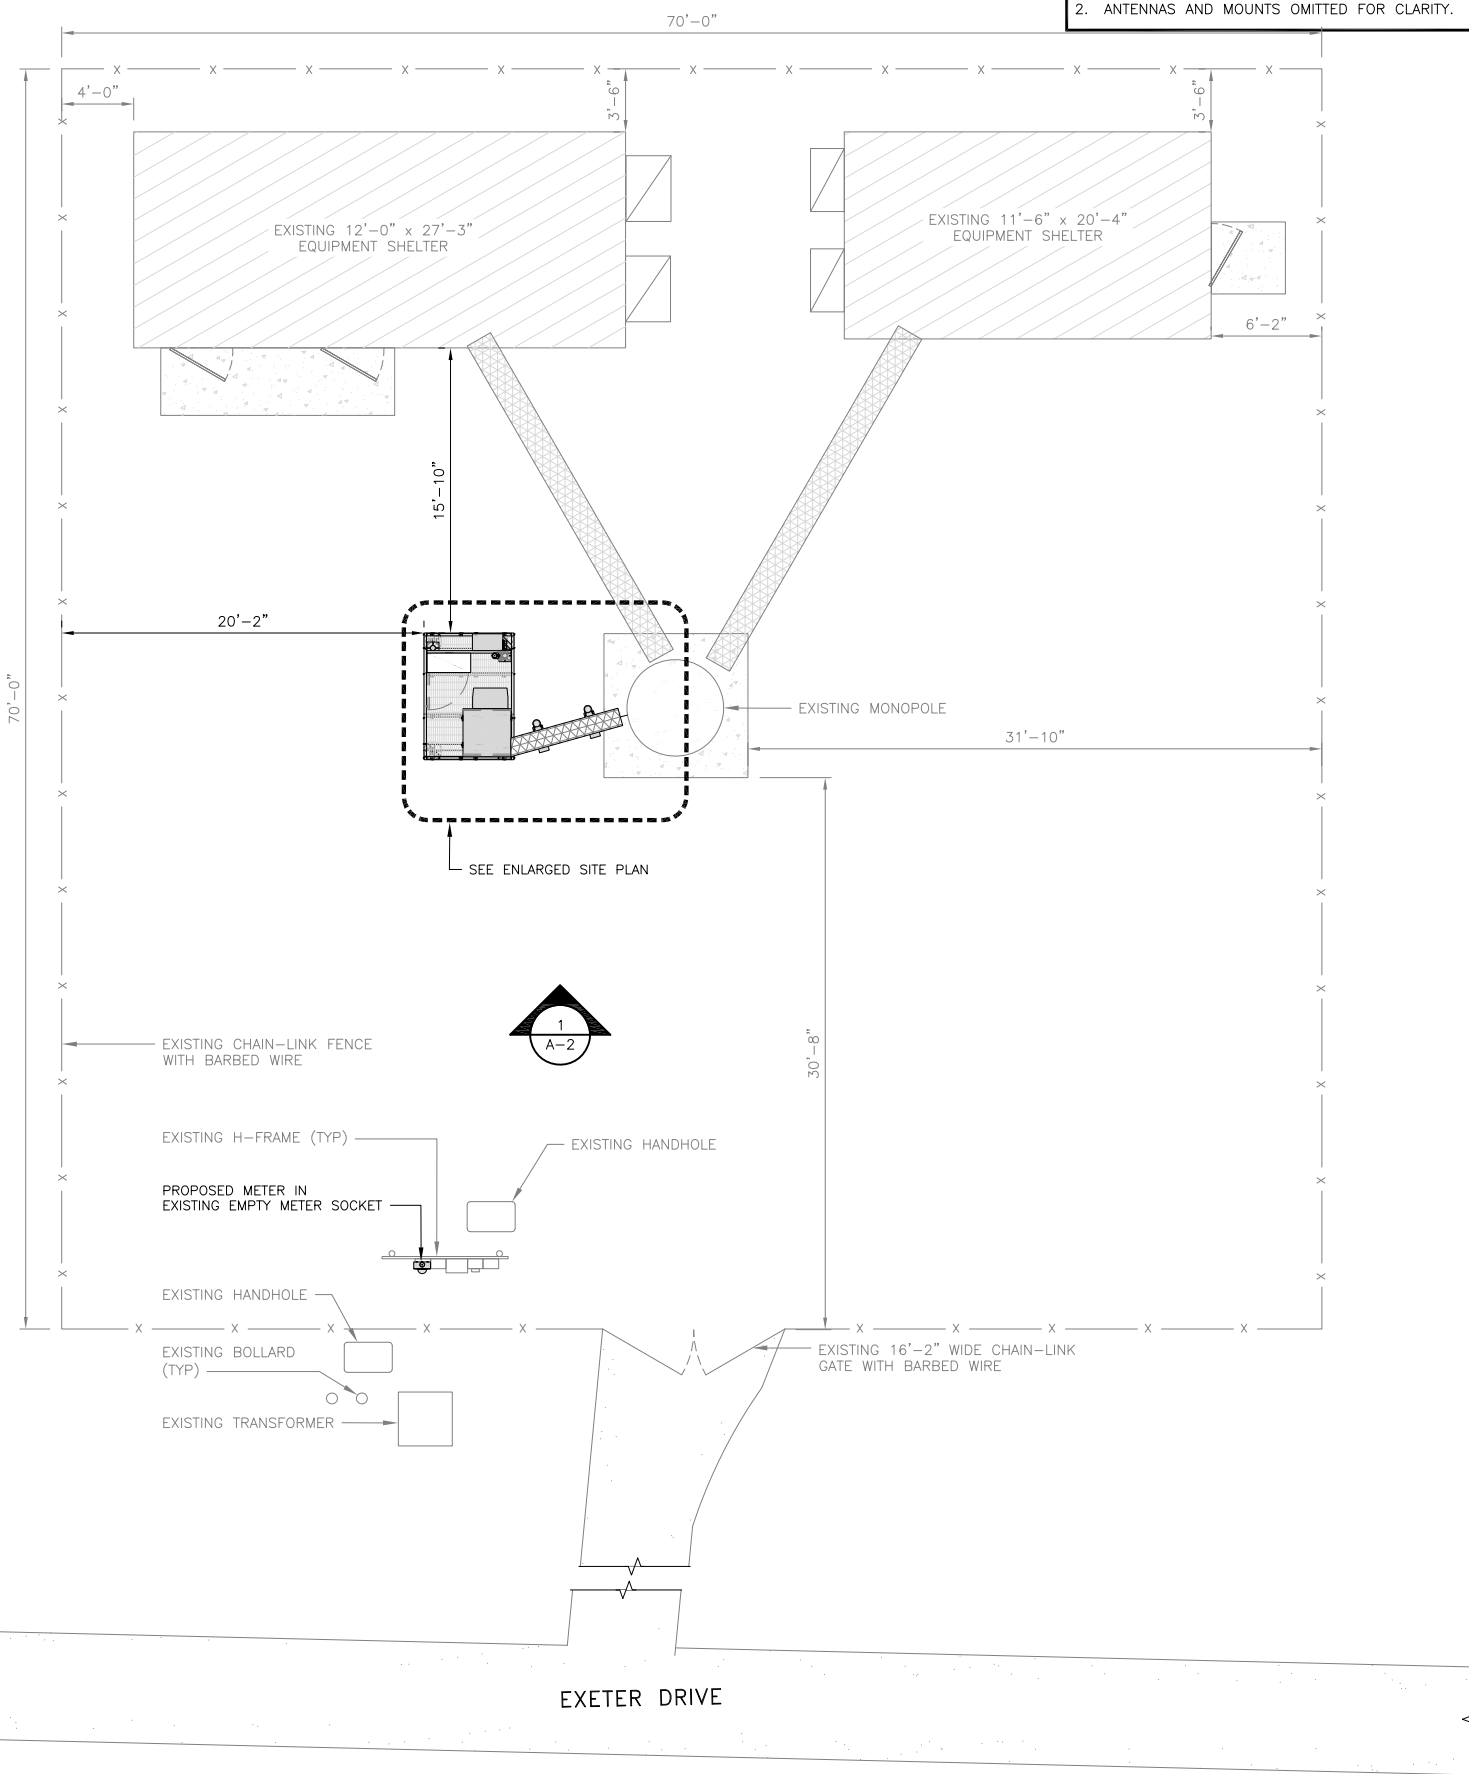 2. ANTENNAS AND MOUNTS OMITTED FOR CLARITY.
70'-0"
4'-0"
3'-6"
3'-6"
EXISTING 12'-0" x 27'-3"
EQUIPMENT SHELTER
EXISTING 11'-6" x 20'-4"
EQUIPMENT SHELTER
6'-2"
15'-10"
20'-2"
70'-0"
EXISTING MONOPOLE
31'-10"
SEE ENLARGED SITE PLAN
1
A-2
30'-8"
EXISTING CHAIN-LINK FENCE
WITH BARBED WIRE
EXISTING H-FRAME (TYP)
EXISTING HANDHOLE
PROPOSED METER IN
EXISTING EMPTY METER SOCKET
EXISTING HANDHOLE
EXISTING BOLLARD
(TYP)
EXISTING 16'-2" WIDE CHAIN-LINK
GATE WITH BARBED WIRE
EXISTING TRANSFORMER
EXETER DRIVE